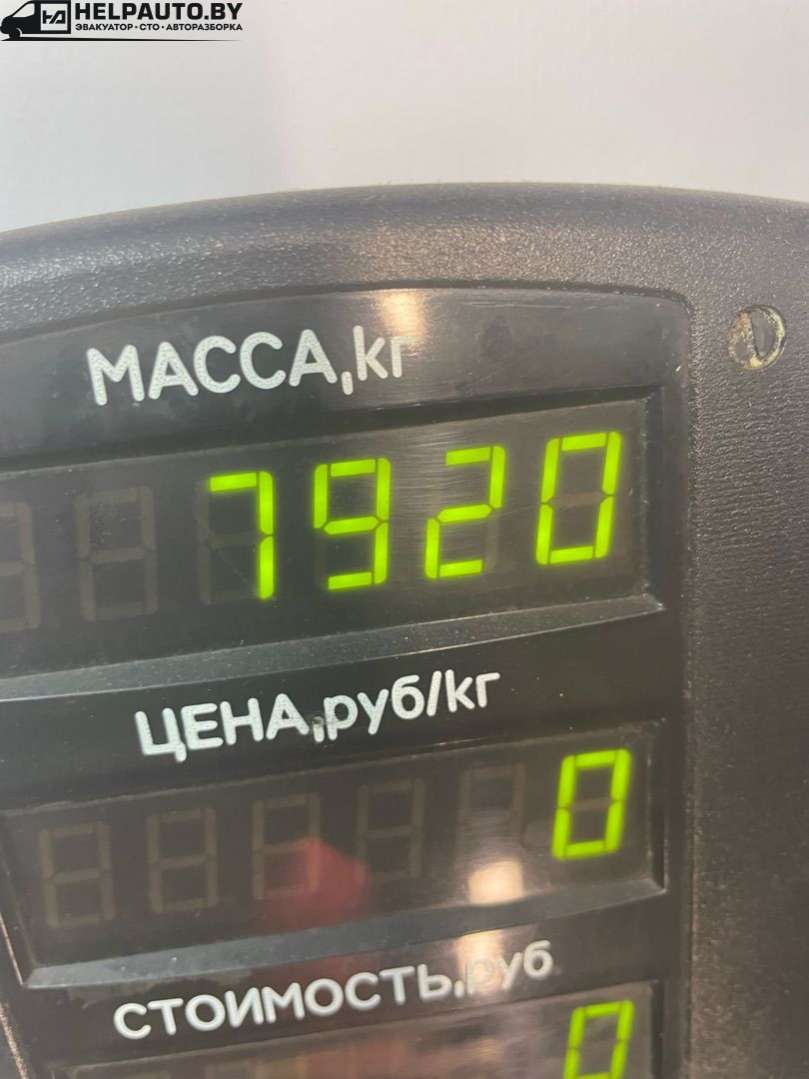 HELPAUTO.BY
ЭВАКУАТОР • СТО • АВТОРАЗБОРКА
МАССА,кг
7920
ЦЕНА,руб/кг
0
СТОИМОСТЬ,руб
0